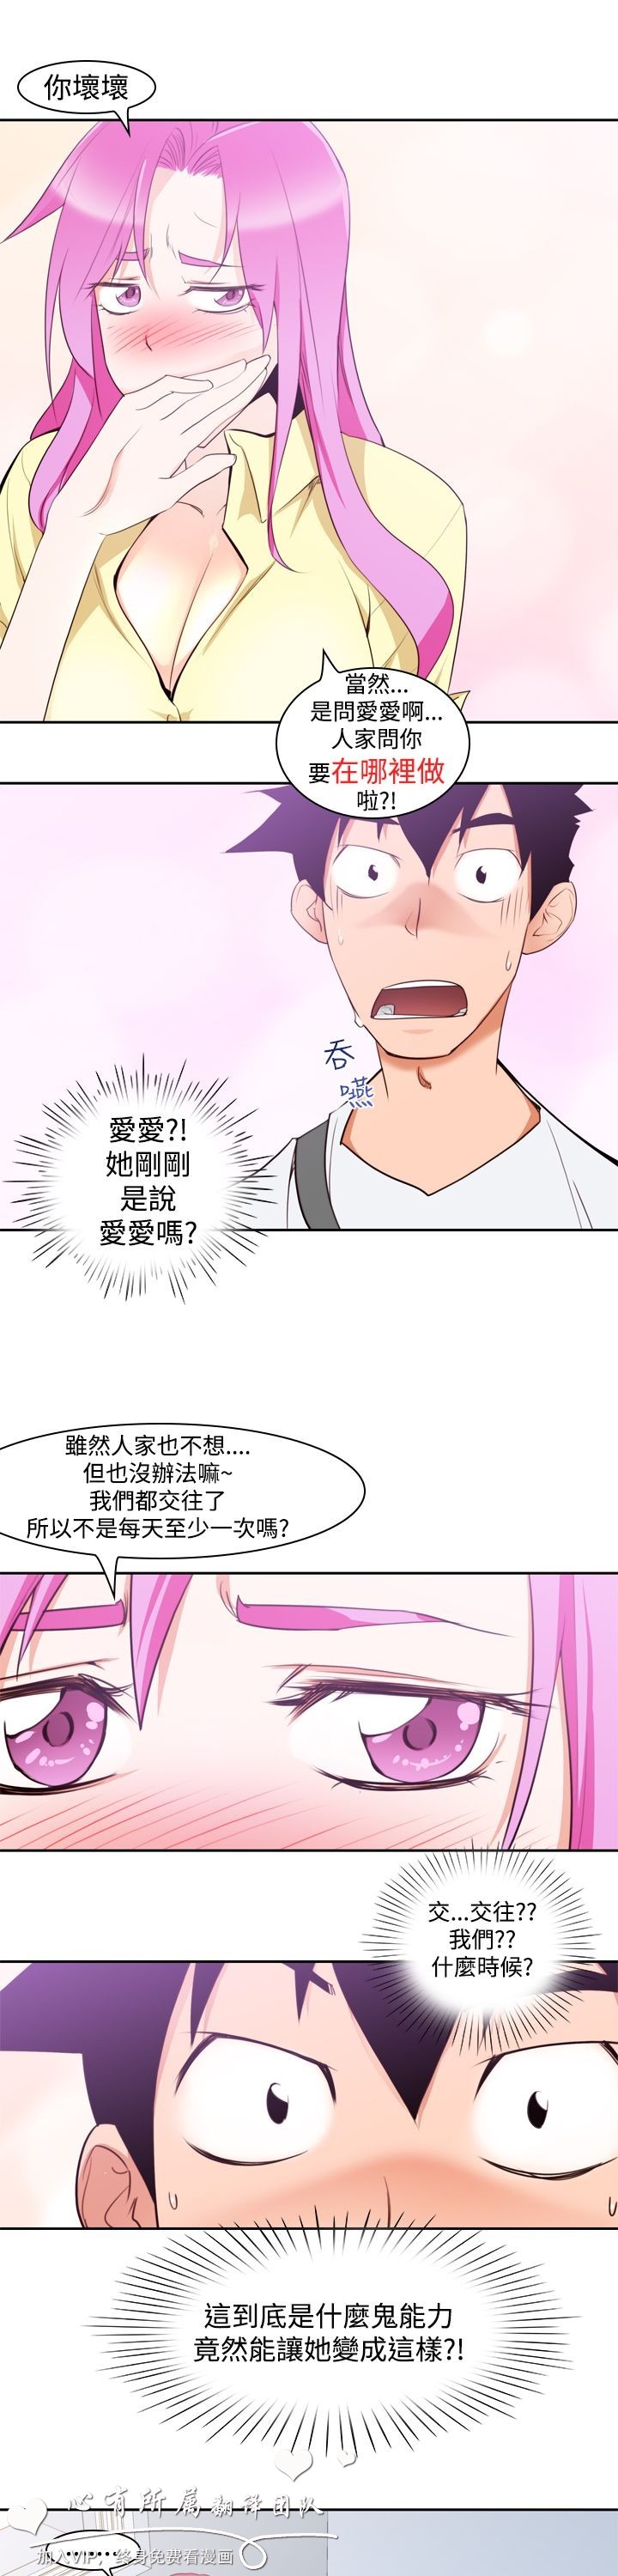 你壞壞
當然...
是問愛愛啊...
人家問你
要在哪裡做
啦?!
吞
嚥
愛愛?!
她剛剛
是說
愛愛嗎?
雖然人家也不想....
但也沒辦法嘛~
我們都交往了
所以不是每天至少一次嗎?
交...交往??
我們??
什麼時候?
這到底是什麼鬼能力
竟然能讓她變成這樣?!
心有所属翻译团队
........
加入VIP，终身免费看漫画